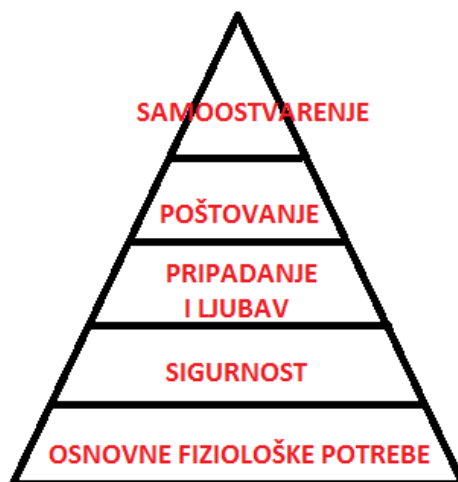 SAMOOSTVARENJE
POŠTOVANJE
PRIPADANJE
I LJUBAV
SIGURNOST
OSNOVNE FIZIOLOŠKE POTREBE